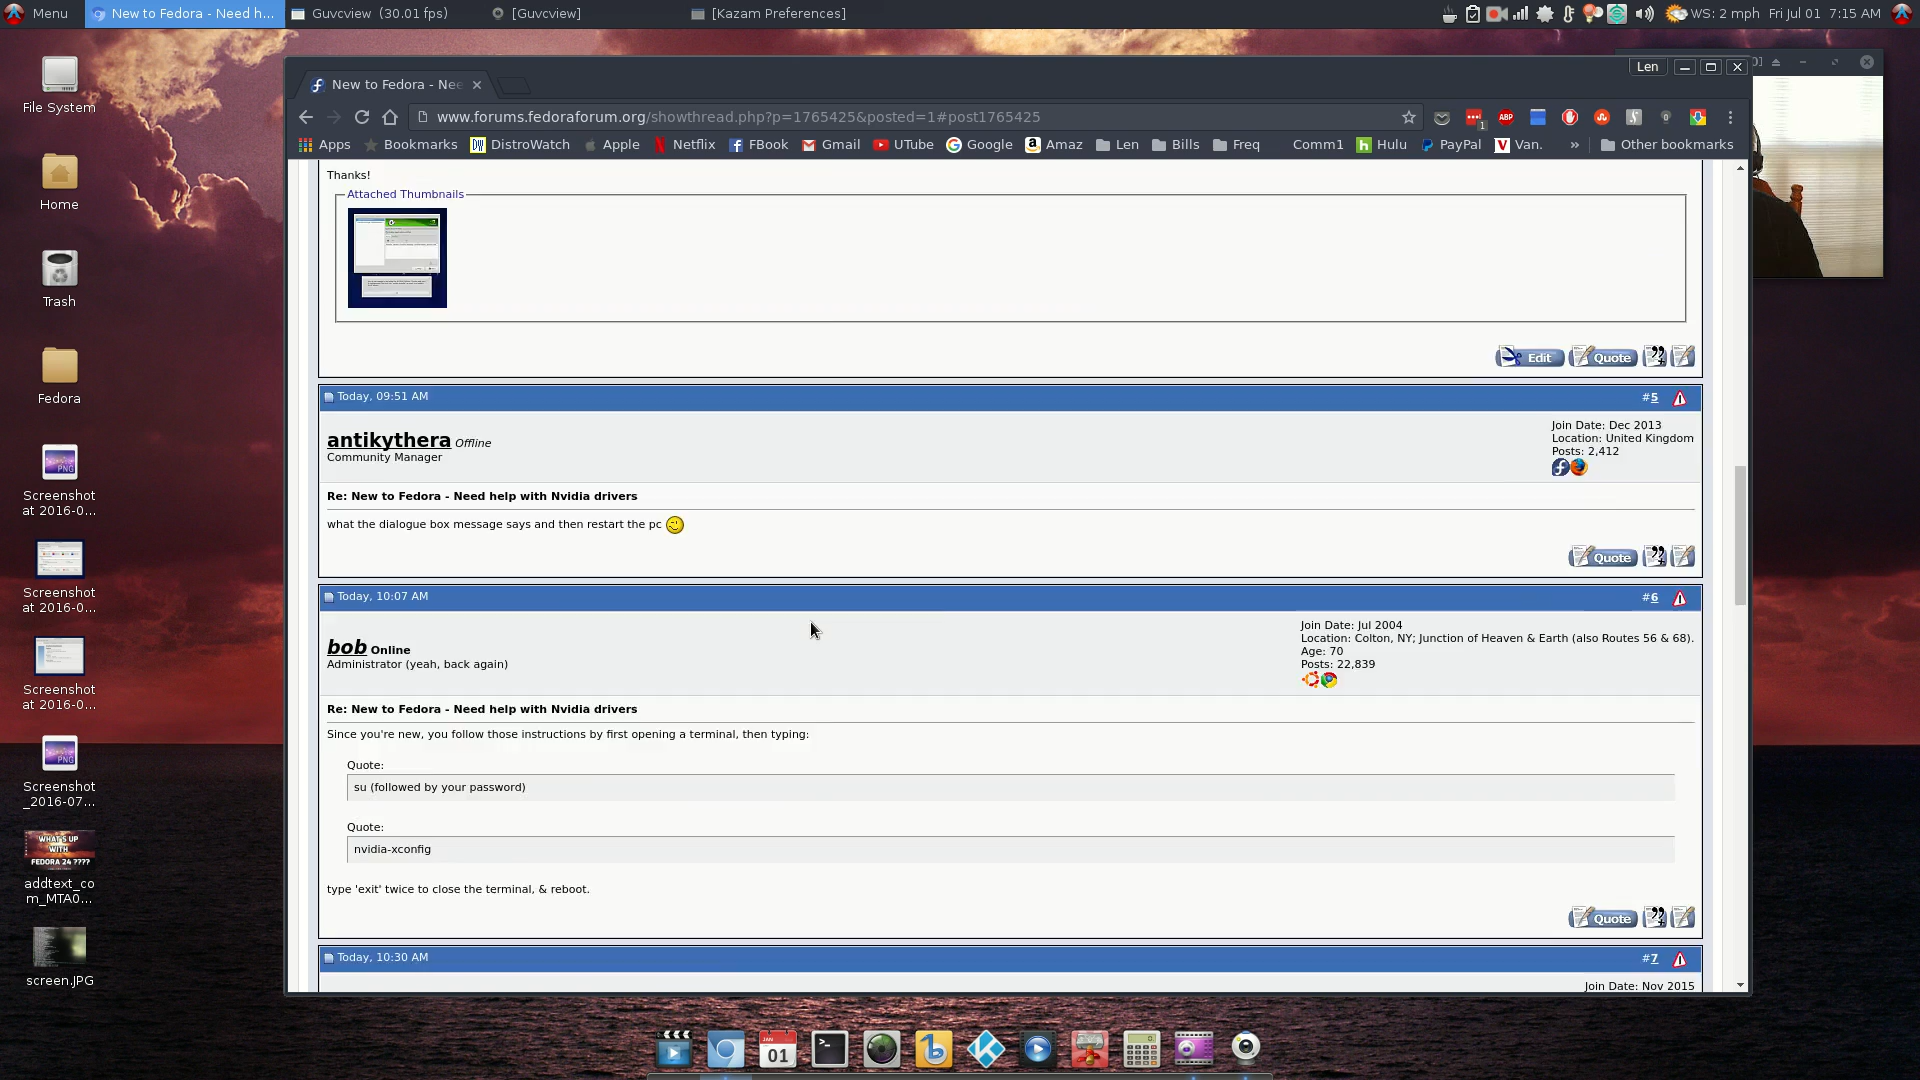 Menu
New to Fedora - Need h...
Guvcview (30.01 fps)
[Guvcview]
[Kazam Preferences]
WS: 2 mph
Fri Jul 01 7:15 AM
File System
Home
Trash
Fedora
Screenshot
at 2016-0...
Screenshot
at 2016-0...
Screenshot
at 2016-0...
Screenshot
_2016-07...
WHAT'S UP
WITH
FEDORA 24 ????
addtext_co
m_MTA0...
screen.JPG
Len
New to Fedora - Nee
www.forums.fedoraforum.org/showthread.php?p=1765425&posted=1#post1765425
ABP
1
Apps
Bookmarks
DistroWatch
Apple
Netflix
FBook
Gmail
UTube
Google
Amaz
Len
Bills
Freq
Comm1
Hulu
PayPal
Van.
»
Other bookmarks
Thanks!
Attached Thumbnails
Edit
Quote
Today, 09:51 AM
#5
antikythera Offline
Community Manager
Join Date: Dec 2013
Location: United Kingdom
Posts: 2,412
Re: New to Fedora - Need help with Nvidia drivers
what the dialogue box message says and then restart the pc
Quote
Today, 10:07 AM
#6
bob Online
Administrator (yeah, back again)
Join Date: Jul 2004
Location: Colton, NY; Junction of Heaven & Earth (also Routes 56 & 68).
Age: 70
Posts: 22,839
Re: New to Fedora - Need help with Nvidia drivers
Since you're new, you follow those instructions by first opening a terminal, then typing:
Quote:
su (followed by your password)
Quote:
nvidia-xconfig
type 'exit' twice to close the terminal, & reboot.
Quote
Today, 10:30 AM
#7
Join Date: Nov 2015
JAN
01